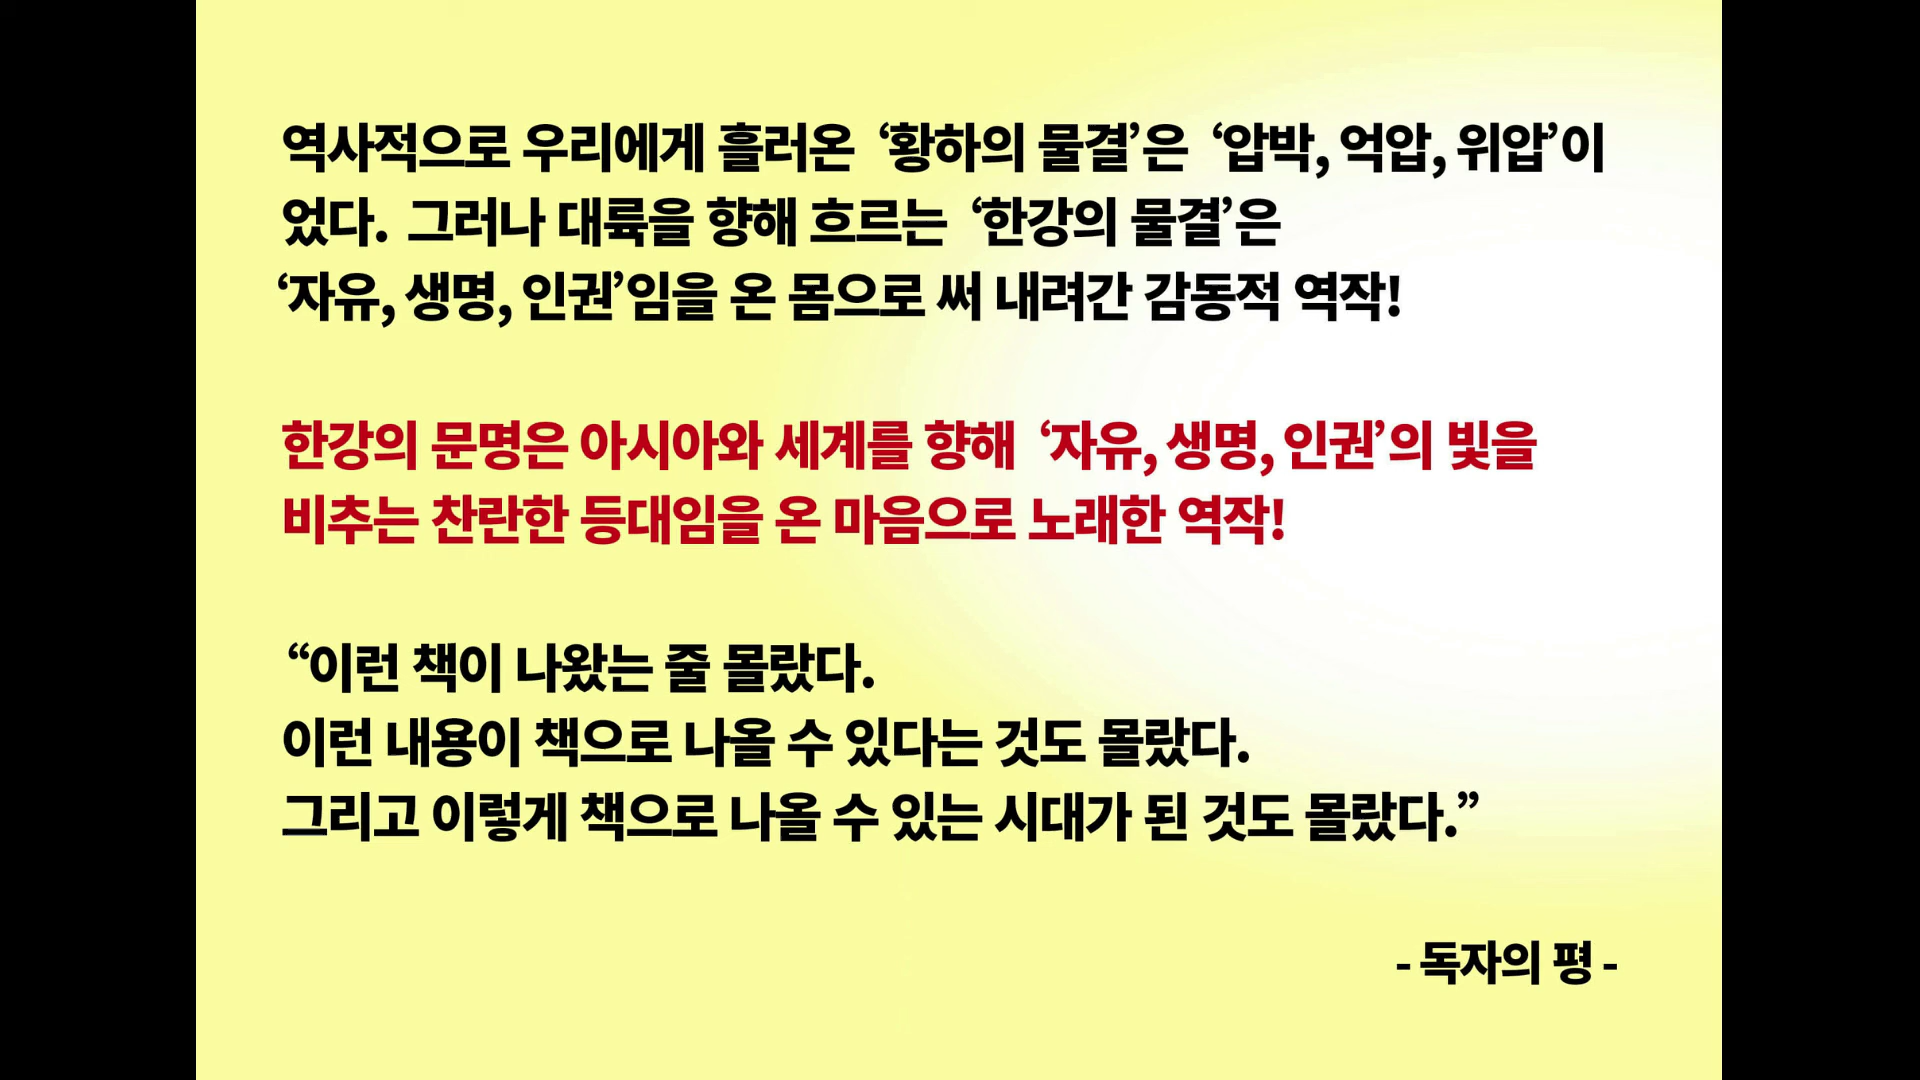 역사적으로 우리에게 흘러온 ‘황하의 물결’은 ‘압박, 억압, 위압’이
었다. 그러나 대륙을 향해 흐르는 ‘한강의 물결’은
‘자유, 생명, 인권’임을 온 몸으로 써 내려간 감동적 역작!
한강의 문명은 아시아와 세계를 향해 ‘자유, 생명, 인권’의 빛을
비추는 찬란한 등대임을 온 마음으로 노래한 역작!
“이런 책이 나왔는 줄 몰랐다.
이런 내용이 책으로 나올 수 있다는 것도 몰랐다.
그리고 이렇게 책으로 나올 수 있는 시대가 된 것도 몰랐다.”
- 독자의 평 -